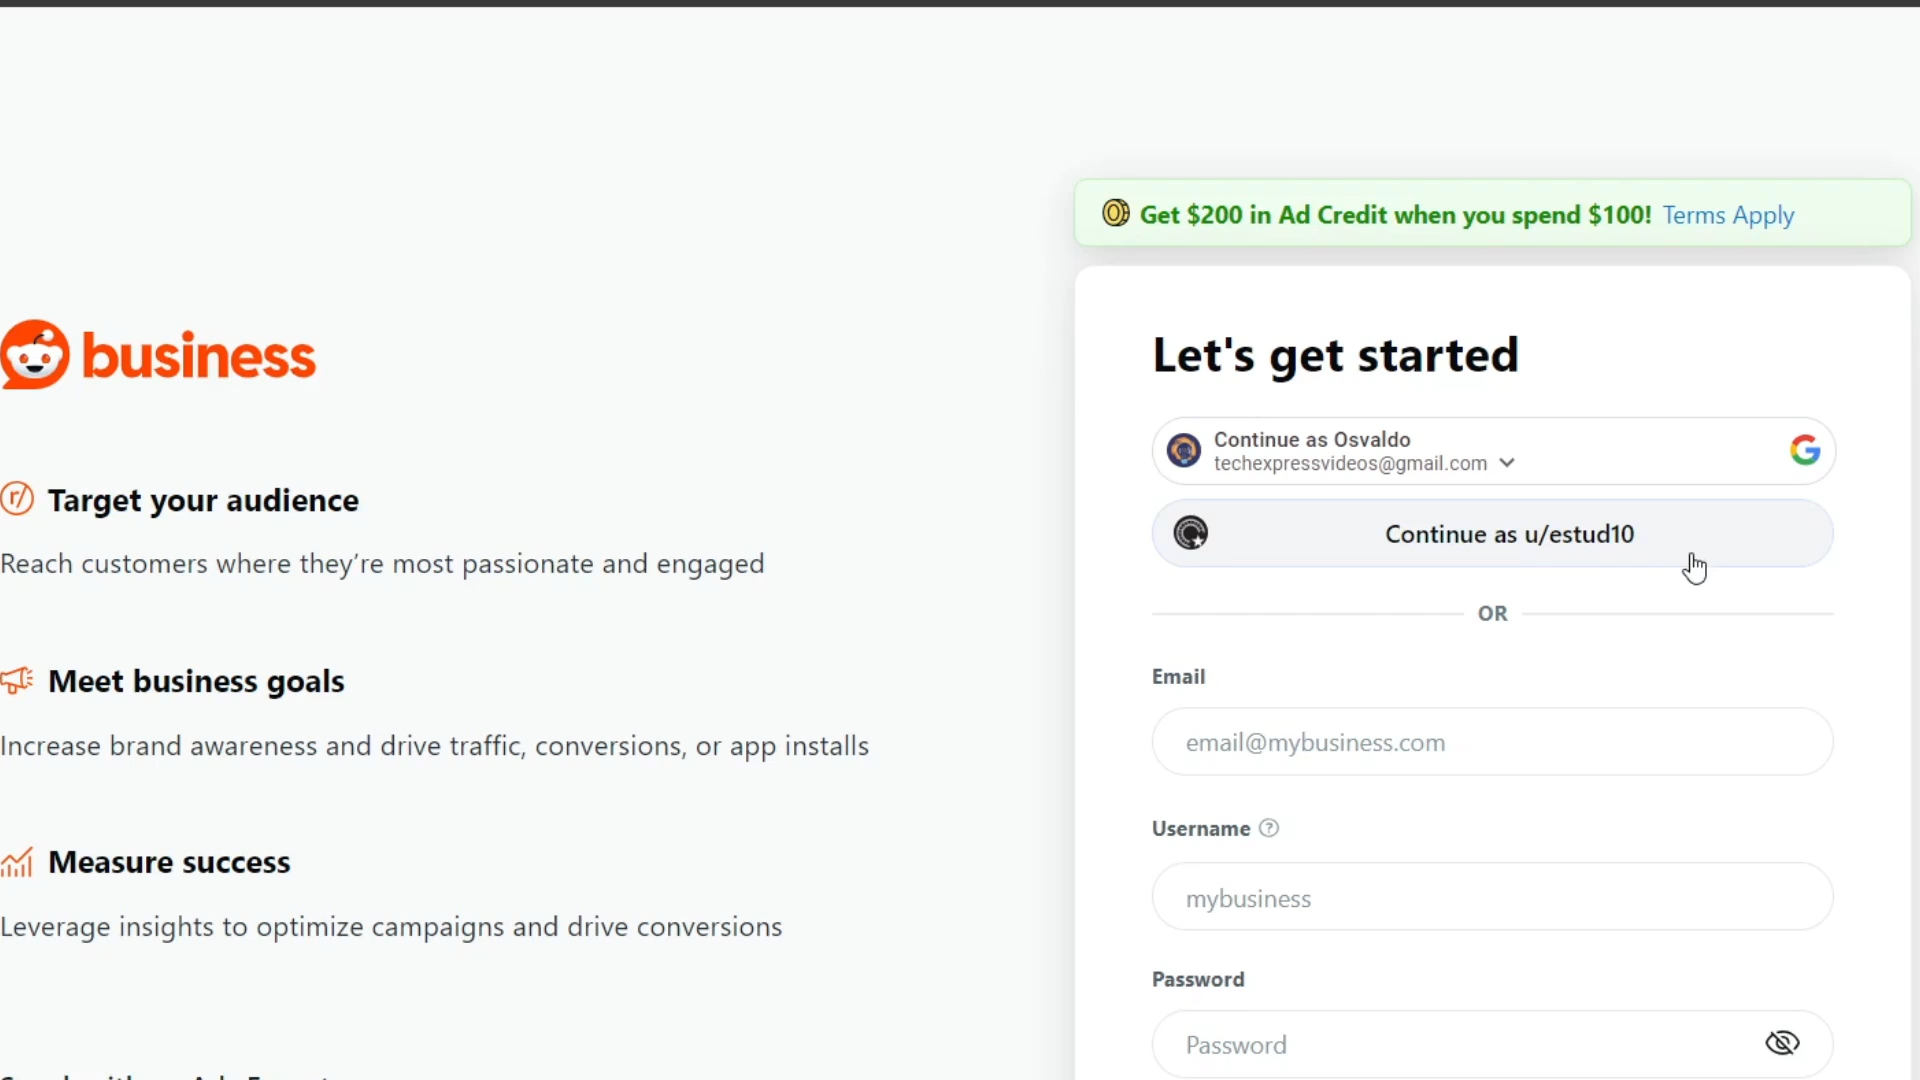 business
Target your audience
Reach customers where they’re most passionate and engaged
Meet business goals
Increase brand awareness and drive traffic, conversions, or app installs
Measure success
Leverage insights to optimize campaigns and drive conversions
Get $200 in Ad Credit when you spend $100! Terms Apply
Let's get started
Continue as Osvaldo
techexpressvideos@gmail.com
Continue as u/estud10
OR
Email
email@mybusiness.com
Username
mybusiness
Password
Password